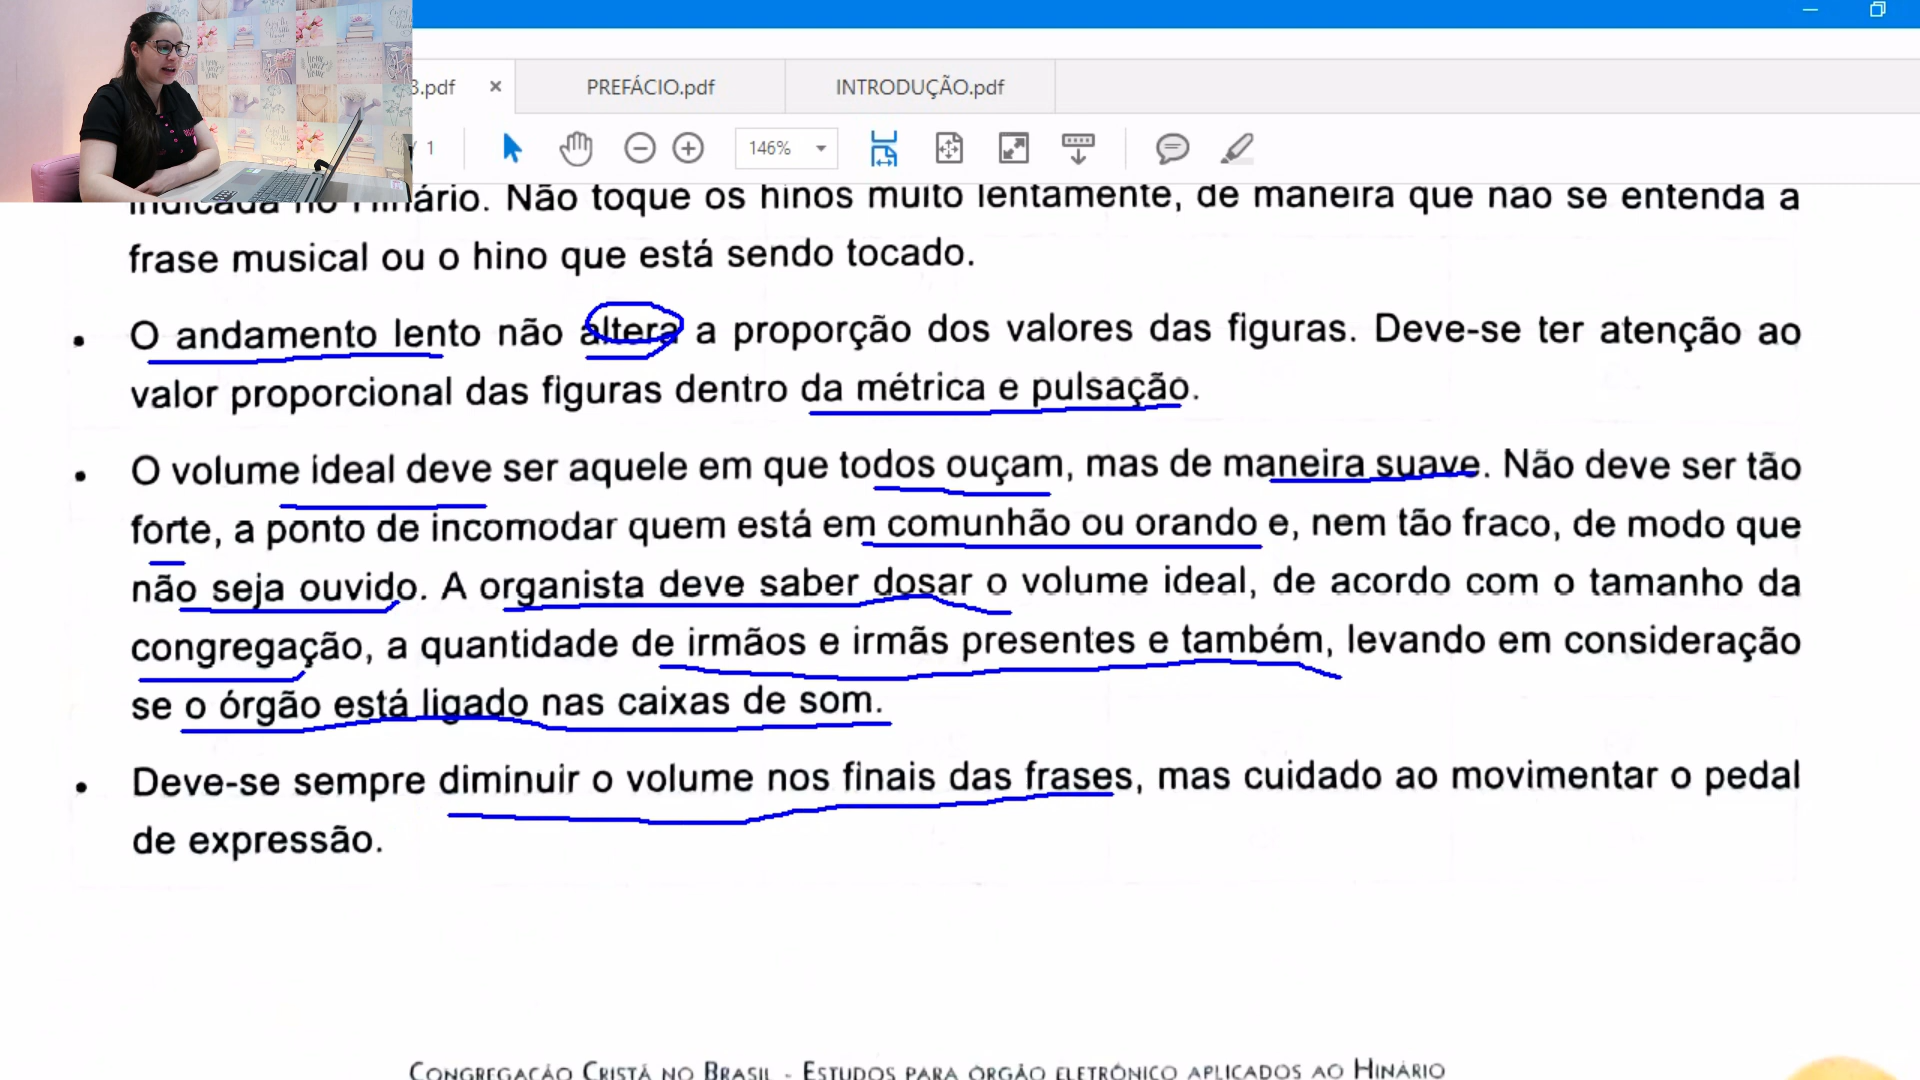 3.pdf × PREFÁCIO.pdf INTRODUÇÃO.pdf
/ 1 146%
indicada no Hinário. Não toque os hinos muito lentamente, de maneira que não se entenda a
frase musical ou o hino que está sendo tocado.
• O andamento lento não altera a proporção dos valores das figuras. Deve-se ter atenção ao
valor proporcional das figuras dentro da métrica e pulsação.
• O volume ideal deve ser aquele em que todos ouçam, mas de maneira suave. Não deve ser tão
forte, a ponto de incomodar quem está em comunhão ou orando e, nem tão fraco, de modo que
não seja ouvido. A organista deve saber dosar o volume ideal, de acordo com o tamanho da
congregação, a quantidade de irmãos e irmãs presentes e também, levando em consideração
se o órgão está ligado nas caixas de som.
• Deve-se sempre diminuir o volume nos finais das frases, mas cuidado ao movimentar o pedal
de expressão.
CONGREGAÇÃO CRISTÃ NO BRASIL - ESTUDOS PARA ÓRGÃO ELETRÔNICO APLICADOS AO HINÁRIO